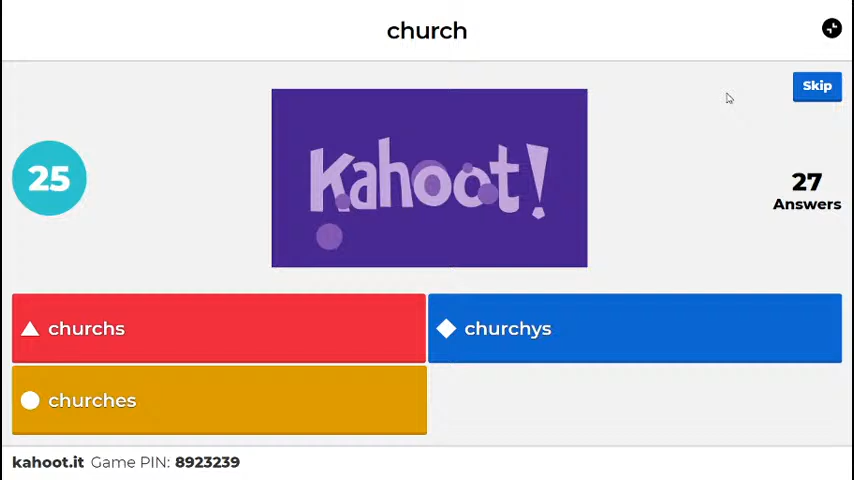 church
Skip
25
Kahoot!
27
Answers
churchs
churchys
churches
kahoot.it Game PIN: 8923239